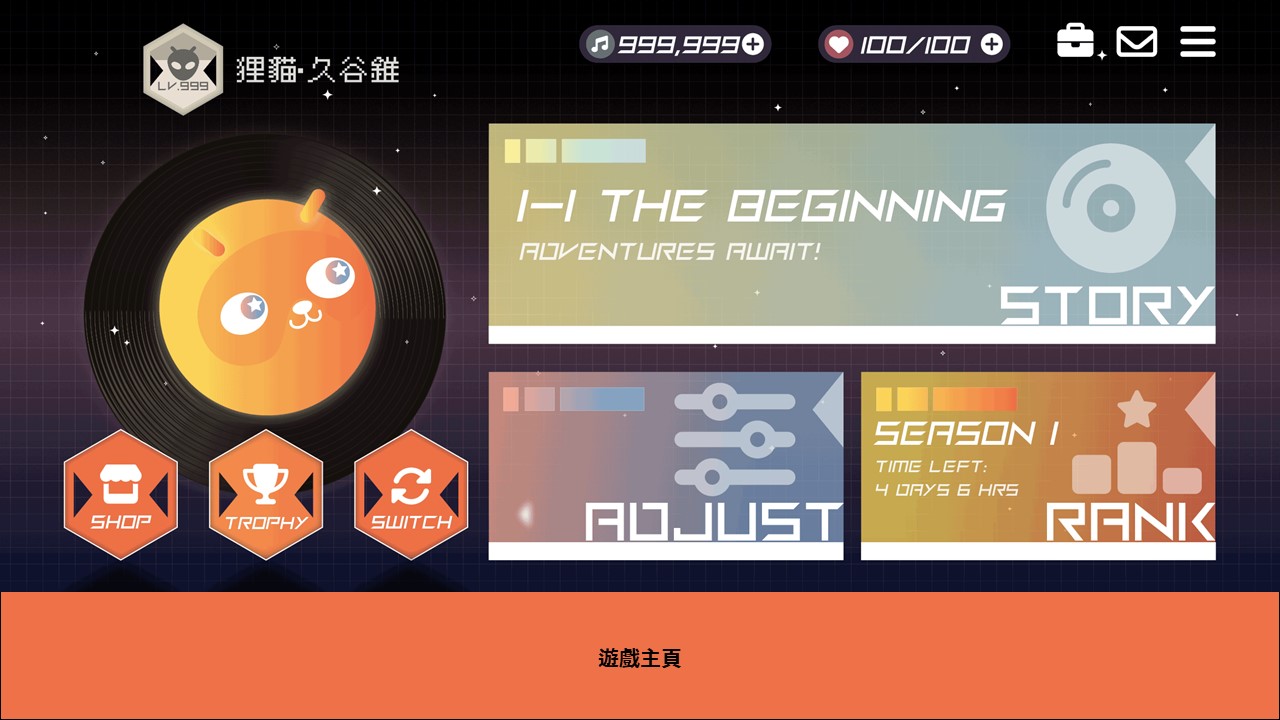 LV.999
狸貓·久谷錐
999,999
100/100
1-1 THE BEGINNING
ADVENTURES AWAIT!
STORY
ADJUST
SEASON 1
TIME LEFT:
4 DAYS 6 HRS
RANK
SHOP
TROPHY
SWITCH
遊戲主頁